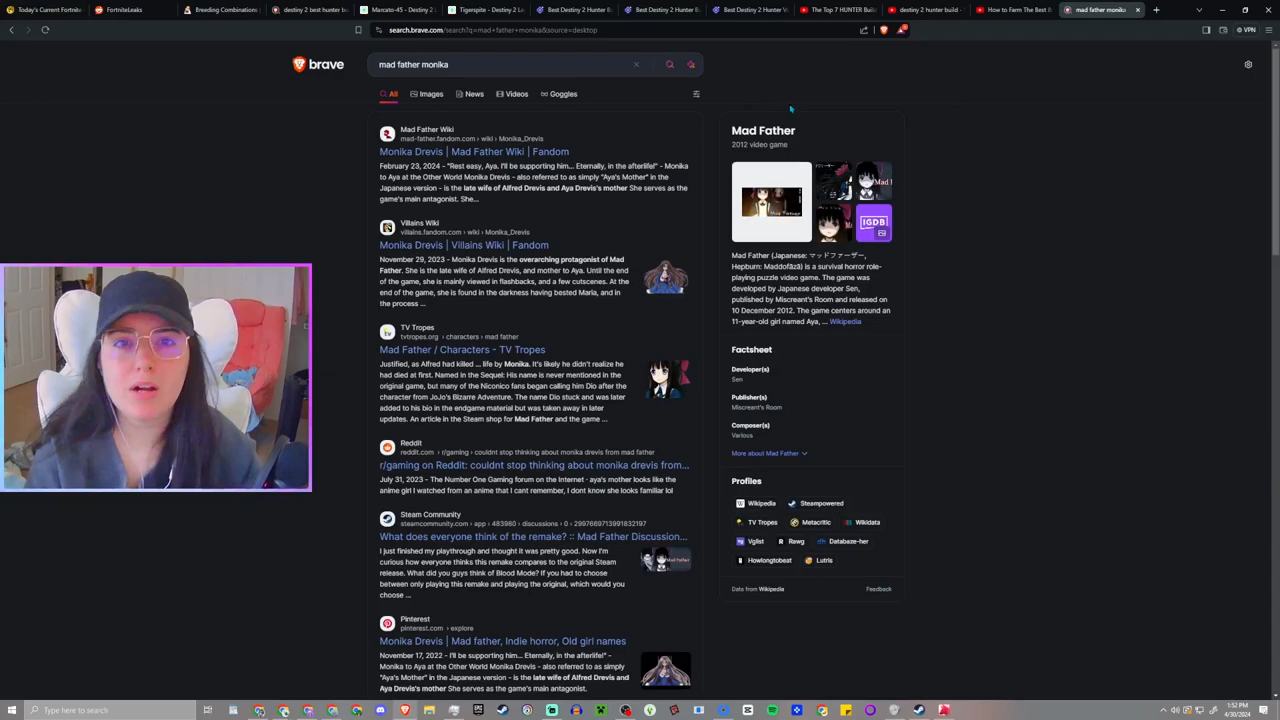 Today's Current Fortnite
FortniteLeaks
Breeding Combinations
destiny 2 best hunter bu
Marcato-45 - Destiny 2
Tigerspite - Destiny 2 Le
Best Destiny 2 Hunter B
Best Destiny 2 Hunter Bu
Best Destiny 2 Hunter
The Top 7 HUNTER Buil
destiny 2 hunter build -
How to Farm The Best
mad father monika
search.brave.com/search?q=mad+father+monika&source=desktop
VPN
brave
mad father monika
All
Images
News
Videos
Goggles
Mad Father Wiki
mad-father.fandom.com › wiki › Monika_Drevis
Monika Drevis | Mad Father Wiki | Fandom
February 23, 2024 - "Rest easy, Aya. I'll be supporting him... Eternally, in the afterlife!" - Monika
to Aya at the Other World Monika Drevis - also referred to as simply "Aya's Mother" in the
Japanese version - is the late wife of Alfred Drevis and Aya Drevis's mother She serves as the
game's main antagonist. She...
Villains Wiki
villains.fandom.com › wiki › Monika_Drevis
Monika Drevis | Villains Wiki | Fandom
November 29, 2023 - Monika Drevis is the overarching protagonist of Mad
Father. She is the late wife of Alfred Drevis, and mother to Aya. Until the end
of the game, she is mainly viewed in flashbacks, and a few cutscenes. At the
end of the game, she is found in the darkness having bested Maria, and in
the process ...
TV Tropes
tvtropes.org › characters › mad father
Mad Father / Characters - TV Tropes
Justified, as Alfred had killed ... life by Monika. It's likely he didn't realize he
had died at first. Named in the Sequel: His name is never mentioned in the
original game, but many of the Niconico fans began calling him Dio after the
character from JoJo's Bizarre Adventure. The name Dio stuck and was later
added to his bio in the endgame material but was taken away in later
updates. An article in the Steam shop for Mad Father and the game ...
Reddit
reddit.com › r/gaming › couldnt stop thinking about monika drevis from mad father
r/gaming on Reddit: couldnt stop thinking about monika drevis from...
July 31, 2023 - The Number One Gaming forum on the Internet · aya's mother looks like the
anime girl I watched from an anime that I cant remember, I dont know she looks familiar lol
Steam Community
steamcommunity.com › app › 483980 › discussions › 0 › 2997669713991832197
What does everyone think of the remake? :: Mad Father Discussion...
I just finished my playthrough and thought it was pretty good. Now I'm
curious how everyone thinks this remake compares to the original Steam
release. What did you guys think of Blood Mode? If you had to choose
between only playing this remake and playing the original, which would you
choose ...
Pinterest
pinterest.com › explore
Monika Drevis | Mad father, Indie horror, Old girl names
November 17, 2022 - I'll be supporting him... Eternally, in the afterlife!" -
Monika to Aya at the Other World Monika Drevis - also referred to as simply
"Aya's Mother" in the Japanese version - is the late wife of Alfred Drevis and
Aya Drevis's mother She serves as the game's main antagonist.
Mad Father
2012 video game
IGDB
Mad Father (Japanese: マッドファーザー,
Hepburn: Maddofāzā) is a survival horror role-
playing puzzle video game. The game was
developed by Japanese developer Sen,
published by Miscreant's Room and released on
10 December 2012. The game centers around an
11-year-old girl named Aya, ... Wikipedia
Factsheet
Developer(s)
Sen
Publisher(s)
Miscreant's Room
Composer(s)
Various
More about Mad Father
Profiles
Wikipedia
Steampowered
TV Tropes
Metacritic
Wikidata
Vglist
Rawg
Databaze-her
Howlongtobeat
Lutris
Data from Wikipedia
Feedback
Type here to search
1:52 PM
4/30/2024